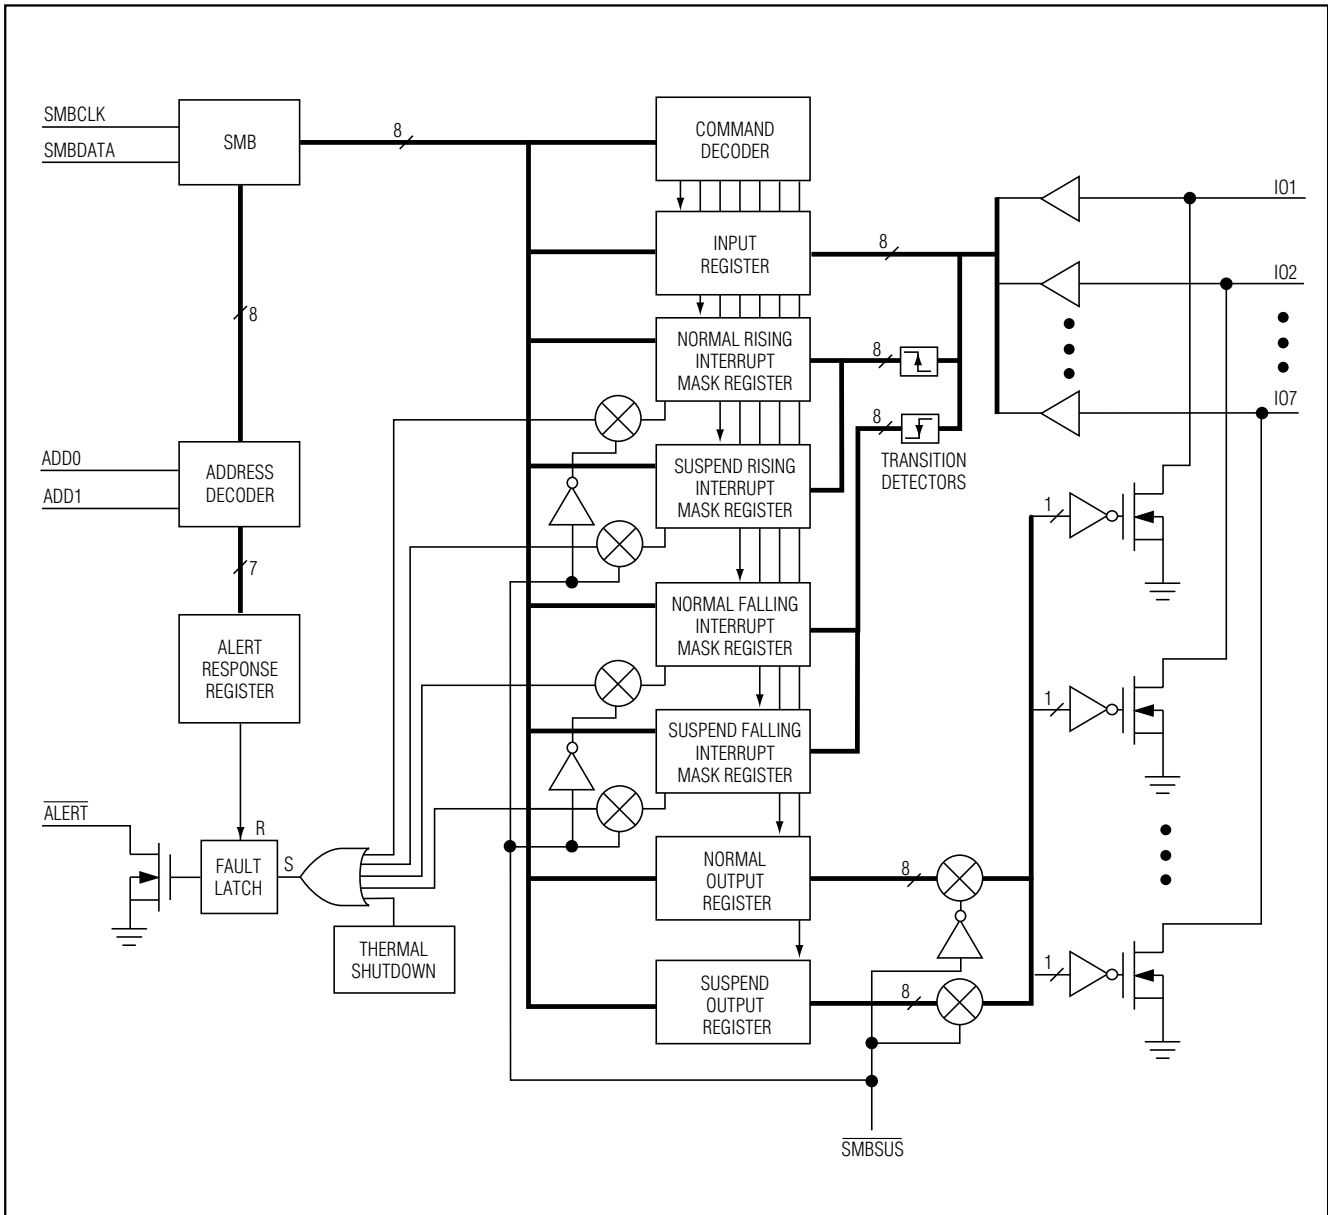 SMBCLK
SMBDATA
SMB
8
COMMAND
DECODER
IO1
INPUT
REGISTER
8
IO2
8
NORMAL RISING
INTERRUPT
MASK REGISTER
8
IO7
8
TRANSITION
DETECTORS
ADD0
ADD1
ADDRESS
DECODER
SUSPEND RISING
INTERRUPT
MASK REGISTER
1
7
NORMAL FALLING
INTERRUPT
MASK REGISTER
ALERT
RESPONSE
REGISTER
1
SUSPEND FALLING
INTERRUPT
MASK REGISTER
ALERT
R
FAULT
LATCH
S
NORMAL
OUTPUT
REGISTER
8
THERMAL
SHUTDOWN
1
SUSPEND
OUTPUT
REGISTER
8
SMBSUS